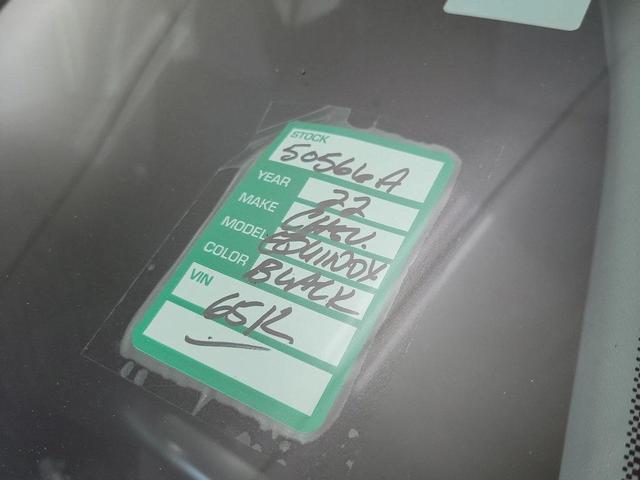 STOCK
50566A
YEAR 22
MAKE CHEV.
MODEL EQUINOX
COLOR BLACK
VIN
65K